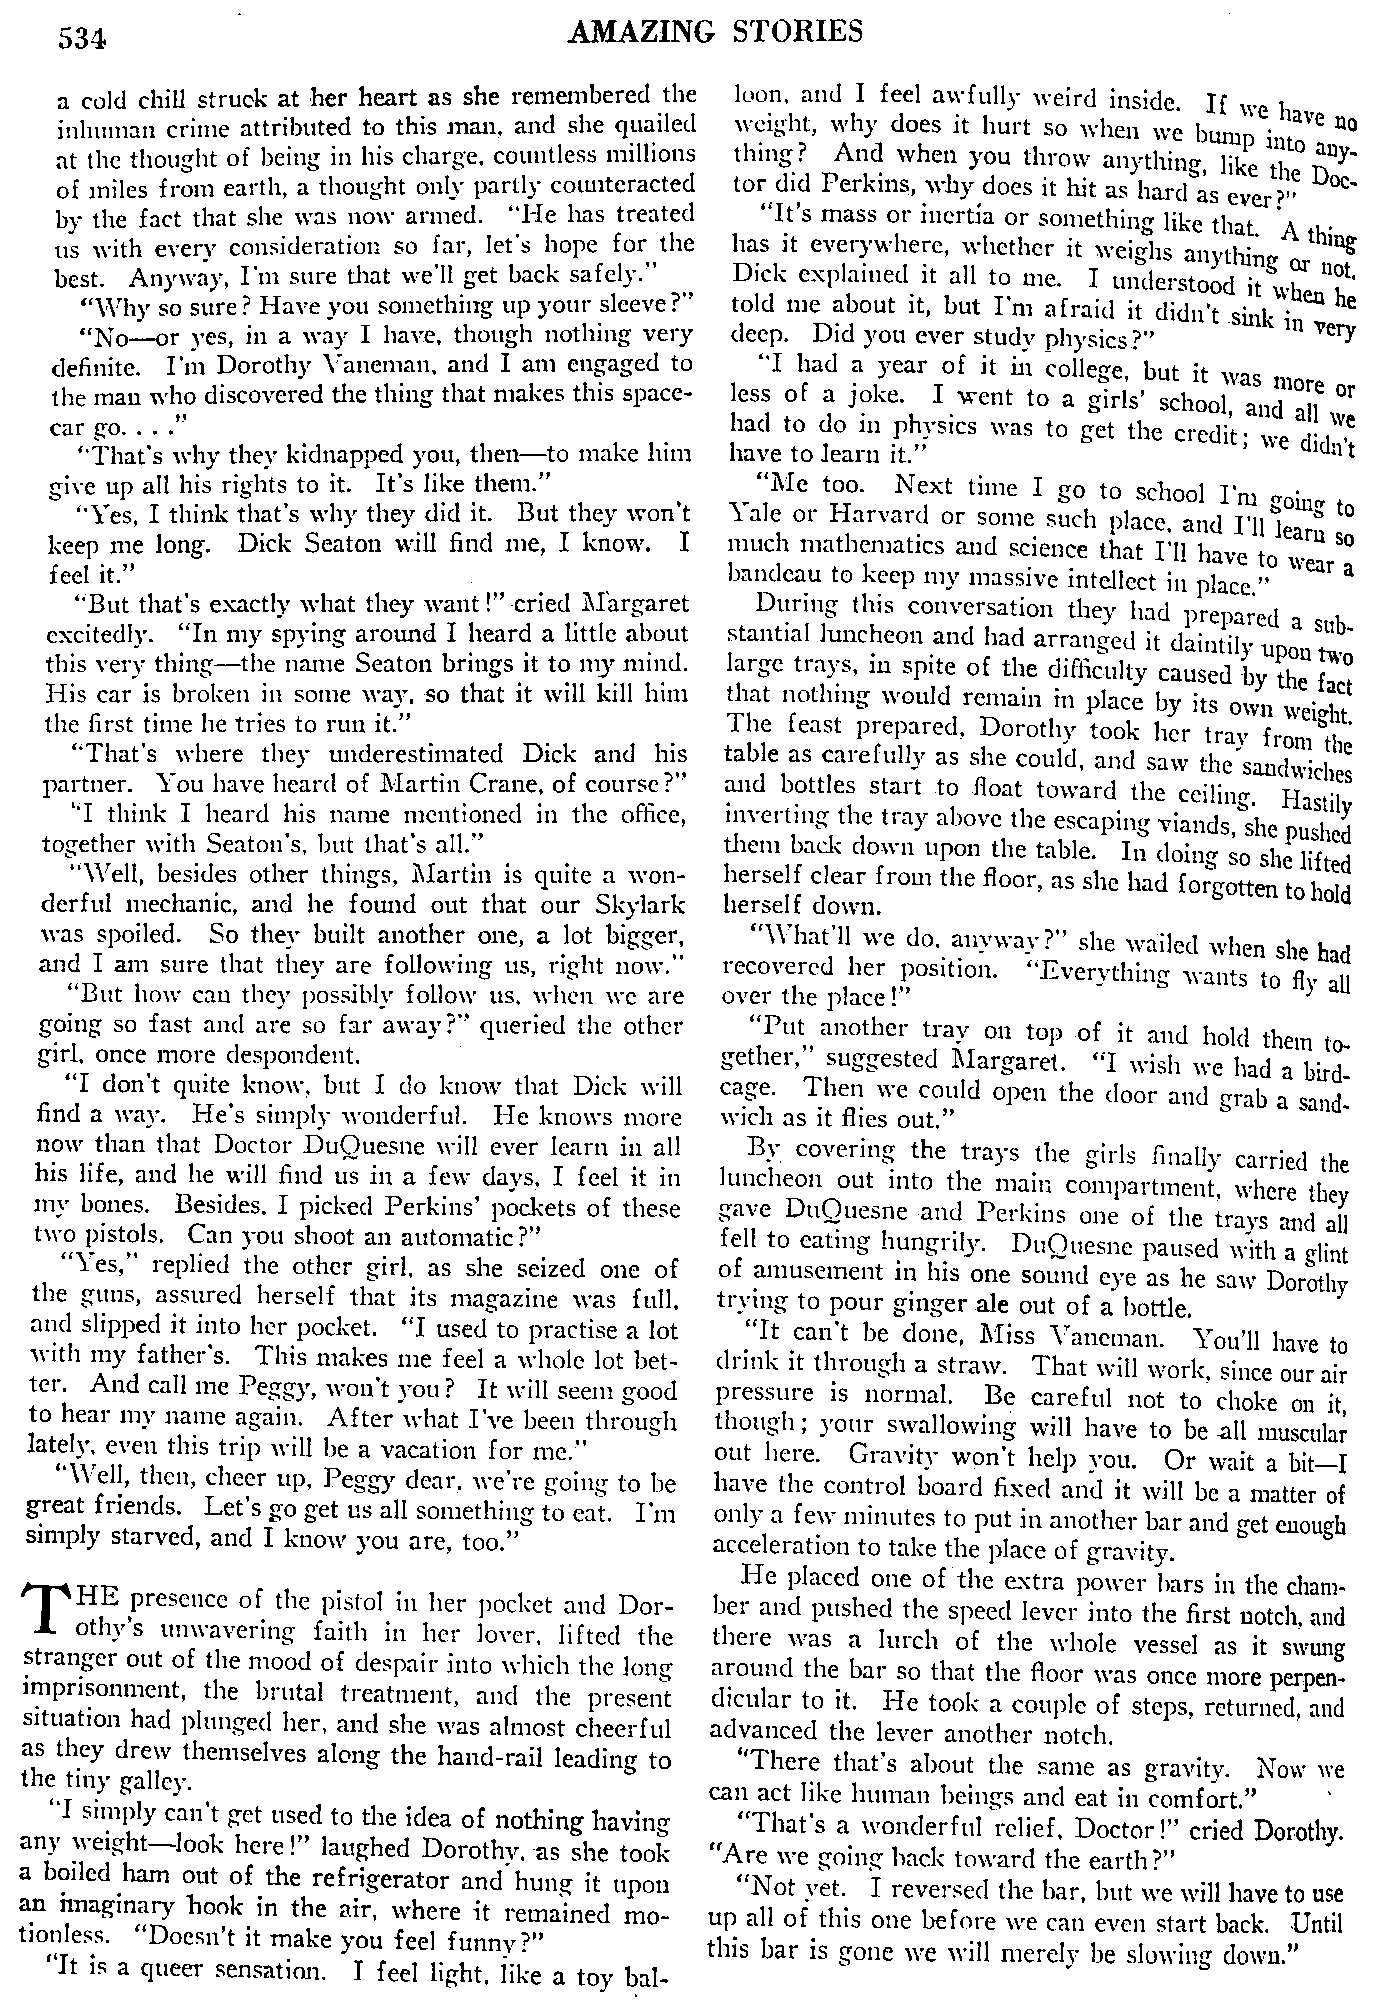 534
AMAZING STORIES
a cold chill struck at her heart as she remembered the
inhuman crime attributed to this man, and she quailed
at the thought of being in his charge, countless millions
of miles from earth, a thought only partly counteracted
by the fact that she was now armed. "He has treated
us with every consideration so far, let's hope for the
best. Anyway, I'm sure that we'll get back safely."
"Why so sure? Have you something up your sleeve?"
"No—or yes, in a way I have, though nothing very
definite. I'm Dorothy Vaneman, and I am engaged to
the man who discovered the thing that makes this space-
car go. . . ."
"That's why they kidnapped you, then—to make him
give up all his rights to it. It's like them."
"Yes, I think that's why they did it. But they won't
keep me long. Dick Seaton will find me, I know. I
feel it."
"But that's exactly what they want!" cried Margaret
excitedly. "In my spying around I heard a little about
this very thing—the name Seaton brings it to my mind.
His car is broken in some way, so that it will kill him
the first time he tries to run it."
"That's where they underestimated Dick and his
partner. You have heard of Martin Crane, of course?"
"I think I heard his name mentioned in the office,
together with Seaton's, but that's all."
"Well, besides other things, Martin is quite a won-
derful mechanic, and he found out that our Skylark
was spoiled. So they built another one, a lot bigger,
and I am sure that they are following us, right now."
"But how can they possibly follow us, when we are
going so fast and are so far away?" queried the other
girl, once more despondent.
"I don't quite know, but I do know that Dick will
find a way. He's simply wonderful. He knows more
now than that Doctor DuQuesne will ever learn in all
his life, and he will find us in a few days, I feel it in
my bones. Besides, I picked Perkins' pockets of these
two pistols. Can you shoot an automatic?"
"Yes," replied the other girl, as she seized one of
the guns, assured herself that its magazine was full,
and slipped it into her pocket. "I used to practise a lot
with my father's. This makes me feel a whole lot bet-
ter. And call me Peggy, won't you? It will seem good
to hear my name again. After what I've been through
lately, even this trip will be a vacation for me."
"Well, then, cheer up, Peggy dear, we're going to be
great friends. Let's go get us all something to eat. I'm
simply starved, and I know you are, too."
THE presence of the pistol in her pocket and Dor-
othy's unwavering faith in her lover, lifted the
stranger out of the mood of despair into which the long
imprisonment, the brutal treatment, and the present
situation had plunged her, and she was almost cheerful
as they drew themselves along the hand-rail leading to
the tiny galley.
"I simply can't get used to the idea of nothing having
any weight—look here!" laughed Dorothy, as she took
a boiled ham out of the refrigerator and hung it upon
an imaginary hook in the air, where it remained mo-
tionless. "Doesn't it make you feel funny?"
"It is a queer sensation. I feel light, like a toy bal-
loon, and I feel awfully weird inside. If we have no
weight, why does it hurt so when we bump into any-
thing? And when you throw anything, like the Doc-
tor did Perkins, why does it hit as hard as ever?"
"It's mass or inertia or something like that. A thing
has it everywhere, whether it weighs anything or not.
Dick explained it all to me. I understood it when he
told me about it, but I'm afraid it didn't sink in very
deep. Did you ever study physics?"
"I had a year of it in college, but it was more or
less of a joke. I went to a girls' school, and all we
had to do in physics was to get the credit; we didn't
have to learn it."
"Me too. Next time I go to school I'm going to
Yale or Harvard or some such place, and I'll learn so
much mathematics and science that I'll have to wear a
bandeau to keep my massive intellect in place."
During this conversation they had prepared a sub-
stantial luncheon and had arranged it daintily upon two
large trays, in spite of the difficulty caused by the fact
that nothing would remain in place by its own weight.
The feast prepared, Dorothy took her tray from the
table as carefully as she could, and saw the sandwiches
and bottles start to float toward the ceiling. Hastily
inverting the tray above the escaping viands, she pushed
them back down upon the table. In doing so she lifted
herself clear from the floor, as she had forgotten to hold
herself down.
"What'll we do, anyway?" she wailed when she had
recovered her position. "Everything wants to fly all
over the place!"
"Put another tray on top of it and hold them to-
gether," suggested Margaret. "I wish we had a bird-
cage. Then we could open the door and grab a sand-
wich as it flies out."
By covering the trays the girls finally carried the
luncheon out into the main compartment, where they
gave DuQuesne and Perkins one of the trays and all
fell to eating hungrily. DuQuesne paused with a glint
of amusement in his one sound eye as he saw Dorothy
trying to pour ginger ale out of a bottle.
"It can't be done, Miss Vaneman. You'll have to
drink it through a straw. That will work, since our air
pressure is normal. Be careful not to choke on it,
though; your swallowing will have to be all muscular
out here. Gravity won't help you. Or wait a bit—I
have the control board fixed and it will be a matter of
only a few minutes to put in another bar and get enough
acceleration to take the place of gravity.
He placed one of the extra power bars in the cham-
ber and pushed the speed lever into the first notch, and
there was a lurch of the whole vessel as it swung
around the bar so that the floor was once more perpen-
dicular to it. He took a couple of steps, returned, and
advanced the lever another notch.
"There that's about the same as gravity. Now we
can act like human beings and eat in comfort."
"That's a wonderful relief, Doctor!" cried Dorothy.
"Are we going back toward the earth?"
"Not yet. I reversed the bar, but we will have to use
up all of this one before we can even start back. Until
this bar is gone we will merely be slowing down."